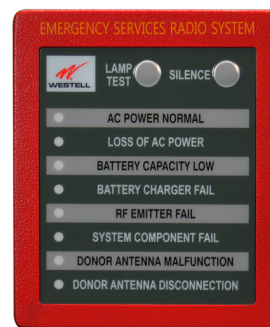 EMERGENCY SERVICES RADIO SYSTEM
LAMP TEST
SILENCE
WESTELL
AC POWER NORMAL
LOSS OF AC POWER
BATTERY CAPACITY LOW
BATTERY CHARGER FAIL
RF EMITTER FAIL
SYSTEM COMPONENT FAIL
DONOR ANTENNA MALFUNCTION
DONOR ANTENNA DISCONNECTION